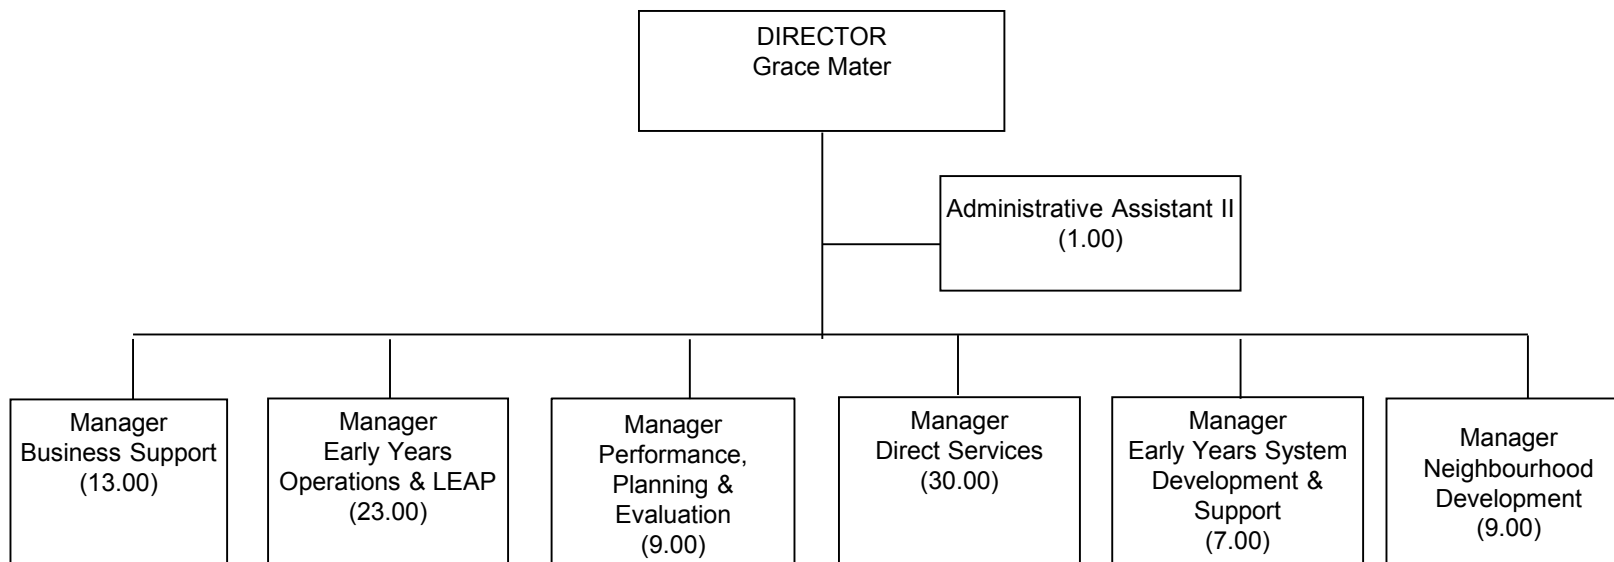 DIRECTOR
Grace Mater
Administrative Assistant II
(1.00)
Manager
Business Support
(13.00)
Manager
Early Years
Operations & LEAP
(23.00)
Manager
Performance,
Planning &
Evaluation
(9.00)
Manager
Direct Services
(30.00)
Manager
Early Years System
Development &
Support
(7.00)
Manager
Neighbourhood
Development
(9.00)